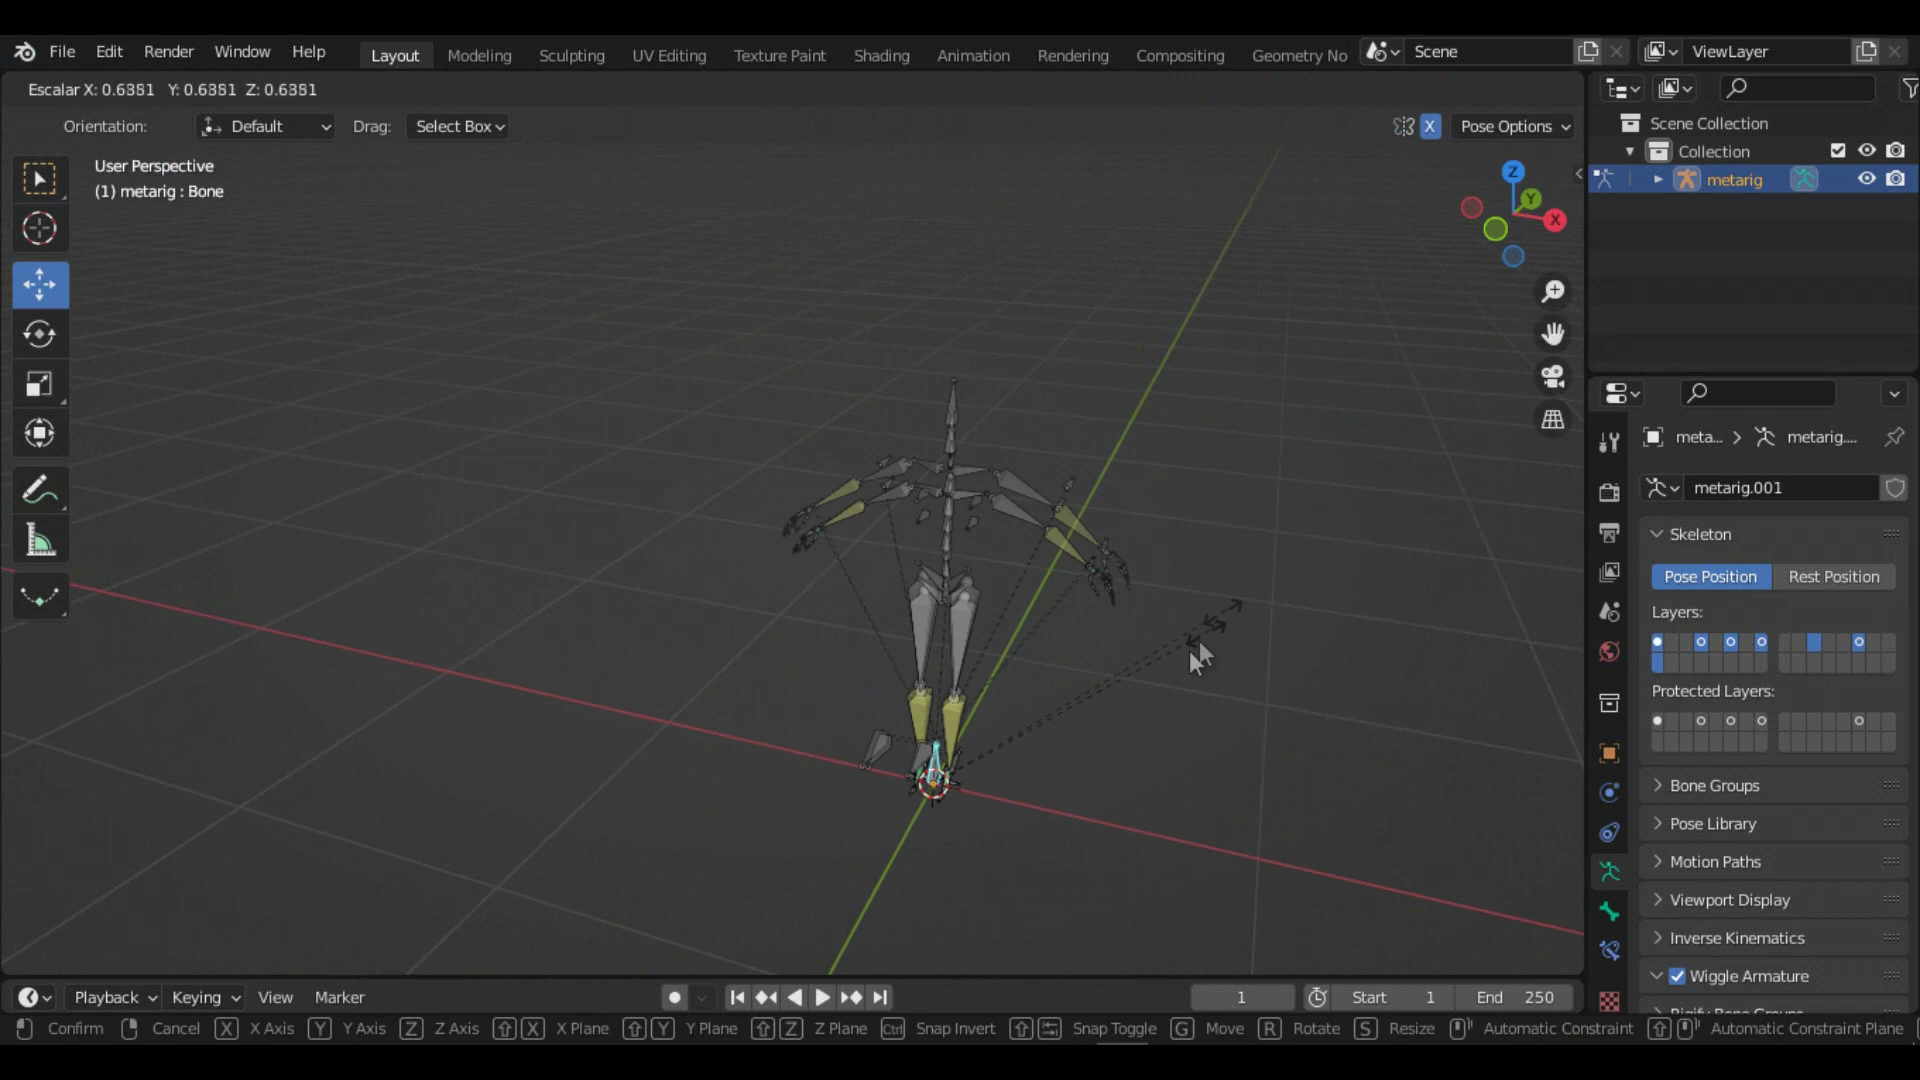 File Edit Render Window Help Layout Modeling Sculpting UV Editing Texture Paint Shading Animation Rendering Compositing Geometry No Scene ViewLayer
Escalar X: 0.6381 Y: 0.6381 Z: 0.6381
Orientation: Default Drag: Select Box X Pose Options
Scene Collection
Collection
metarig
User Perspective
(1) metarig : Bone
Z
Y
X
meta... metarig....
metarig.001
Skeleton
Pose Position Rest Position
Layers:
Protected Layers:
Bone Groups
Pose Library
Motion Paths
Viewport Display
Inverse Kinematics
Wiggle Armature
Rigify Bone Groups
Playback Keying View Marker 1 Start 1 End 250
Confirm Cancel X X Axis Y Y Axis Z Z Axis X X Plane Y Y Plane Z Z Plane Ctrl Snap Invert Snap Toggle G Move R Rotate S Resize Automatic Constraint Automatic Constraint Plane